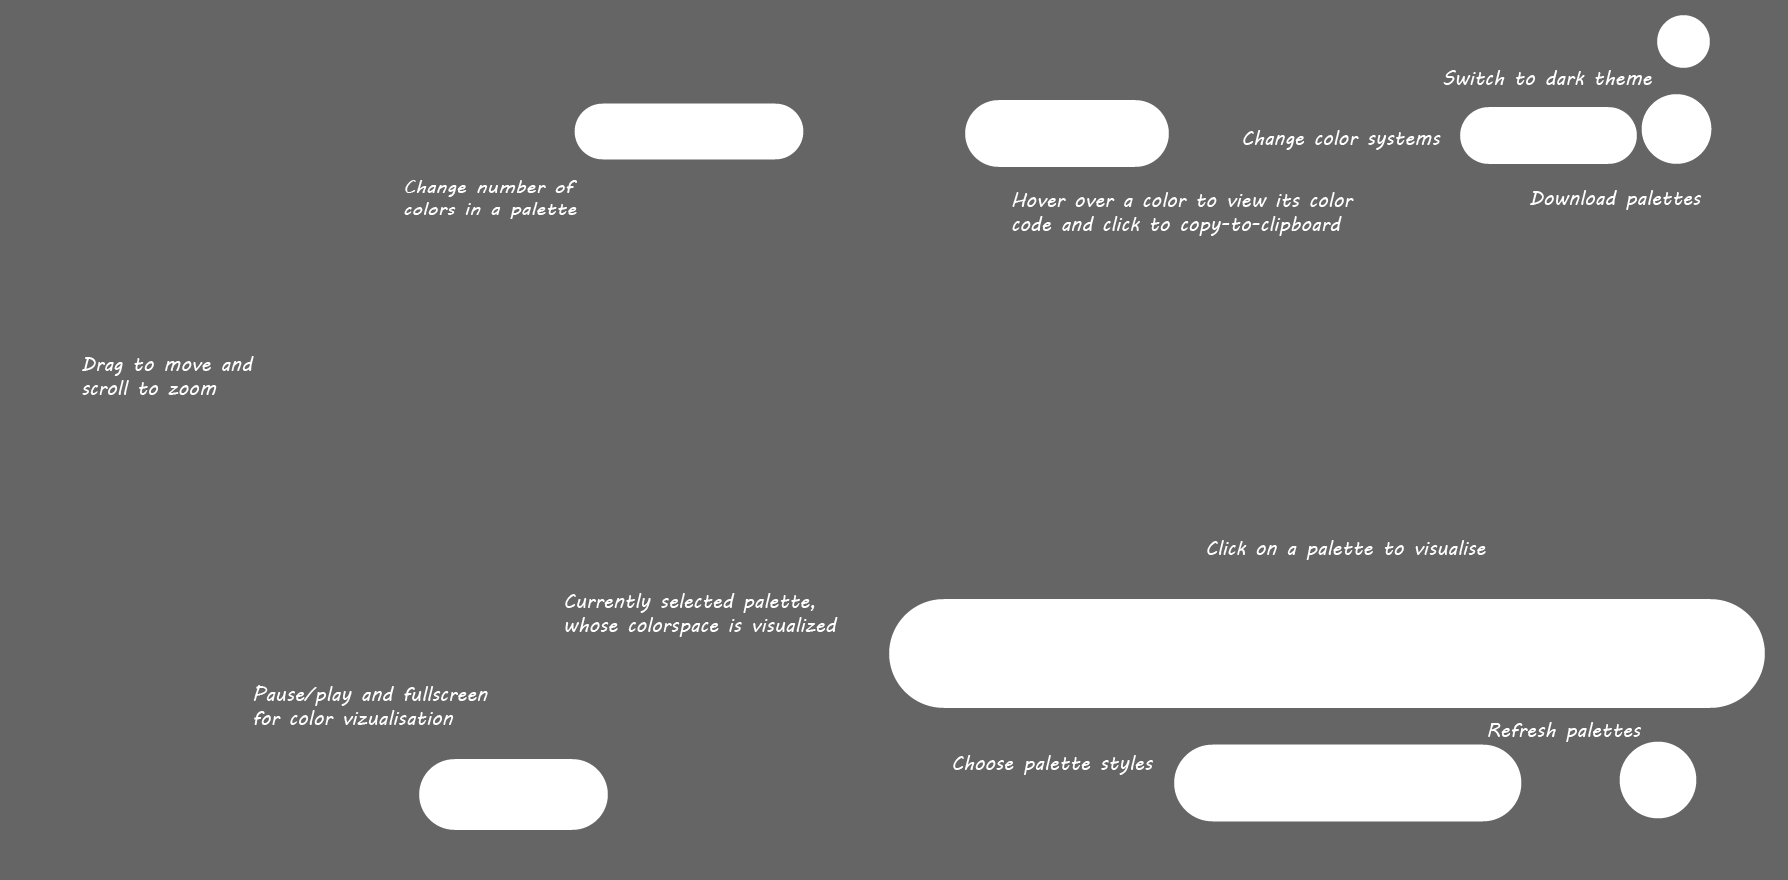 Switch to dark theme
Change color systems
Change number of
colors in a palette
Hover over a color to view its color
code and click to copy-to-clipboard
Download palettes
Drag to move and
scroll to zoom
Click on a palette to visualise
Currently selected palette,
whose colorspace is visualized
Pause/play and fullscreen
for color vizualisation
Refresh palettes
Choose palette styles